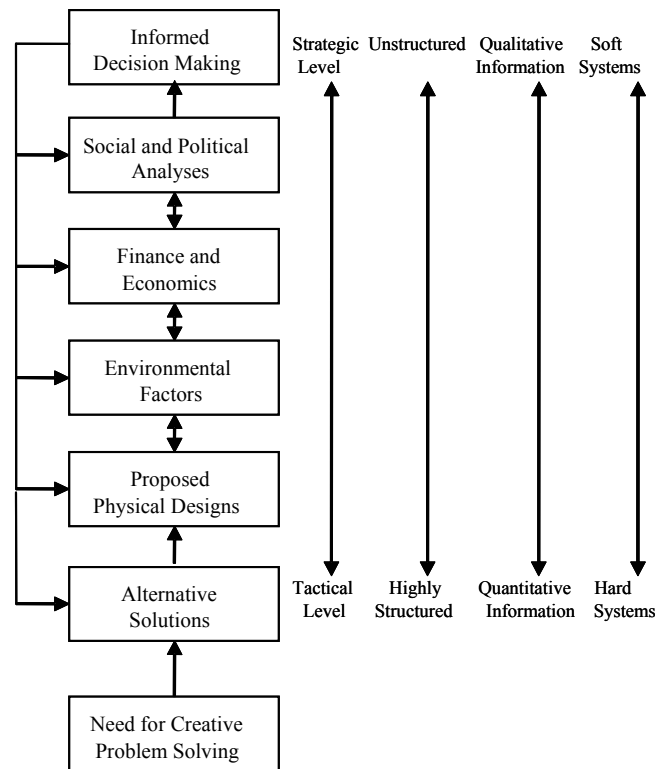 Informed
Decision Making
Strategic
Level
Unstructured
Qualitative
Information
Soft
Systems
Social and Political
Analyses
Finance and
Economics
Environmental
Factors
Proposed
Physical Designs
Alternative
Solutions
Tactical
Level
Highly
Structured
Quantitative
Information
Hard
Systems
Need for Creative
Problem Solving